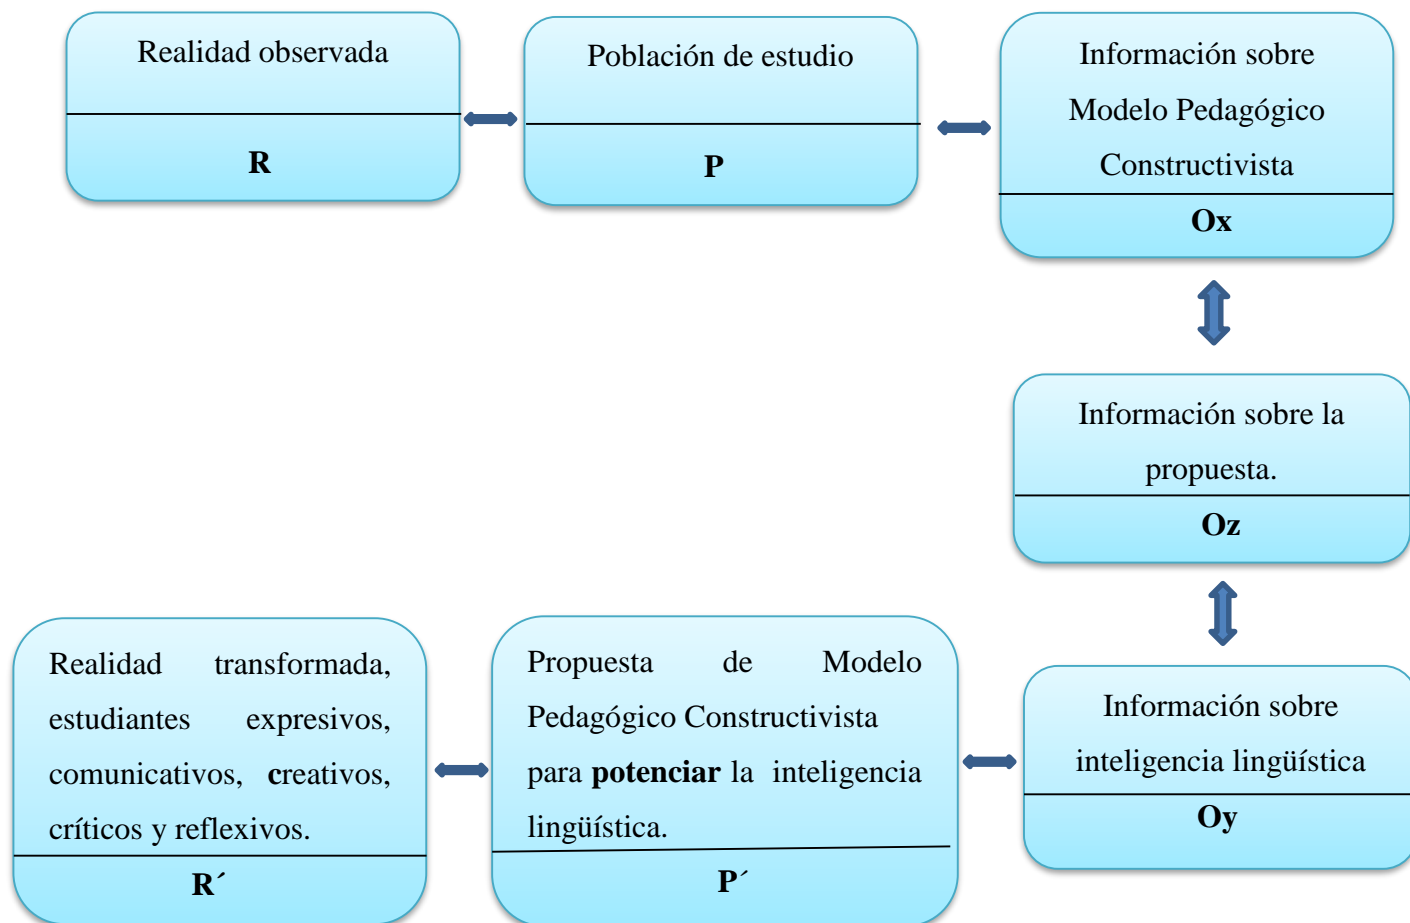 Realidad observada
R
Población de estudio
P
Información sobre
Modelo Pedagógico
Constructivista
Ox
Información sobre la
propuesta.
Oz
Información sobre
inteligencia lingüística
Oy
Propuesta de Modelo
Pedagógico Constructivista
para potenciar la inteligencia
lingüística.
P´
Realidad transformada,
estudiantes expresivos,
comunicativos, creativos,
críticos y reflexivos.
R´